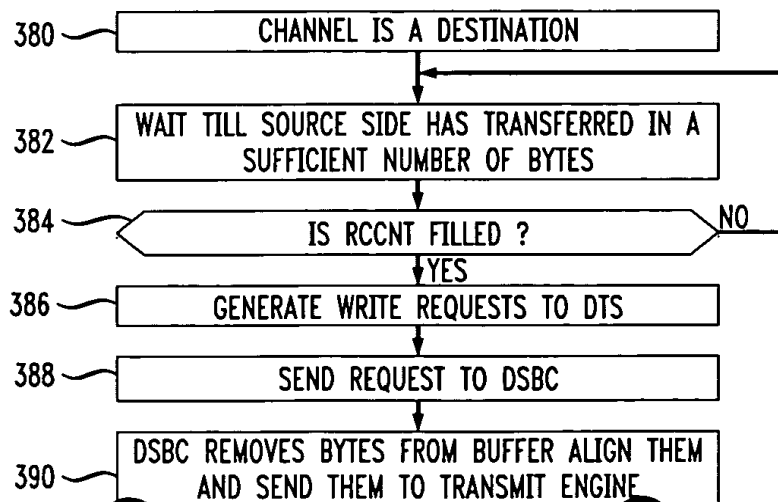 380
CHANNEL IS A DESTINATION
382
WAIT TILL SOURCE SIDE HAS TRANSFERRED IN A
SUFFICIENT NUMBER OF BYTES
384
IS RCCNT FILLED ?
NO
YES
386
GENERATE WRITE REQUESTS TO DTS
388
SEND REQUEST TO DSBC
390
DSBC REMOVES BYTES FROM BUFFER ALIGN THEM
AND SEND THEM TO TRANSMIT ENGINE